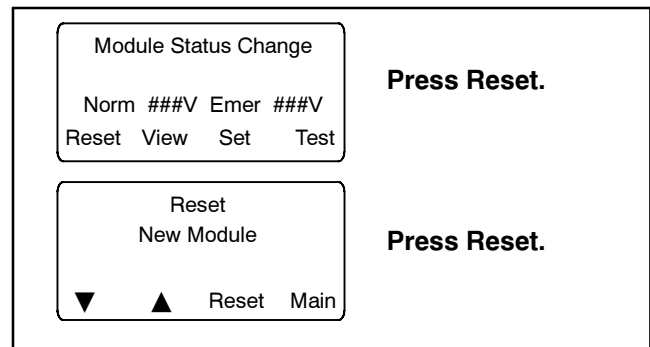 Module Status Change
Press Reset.
Norm ###V Emer ###V
Reset View Set Test
Reset
New Module
Press Reset.
▼ ▲ Reset Main